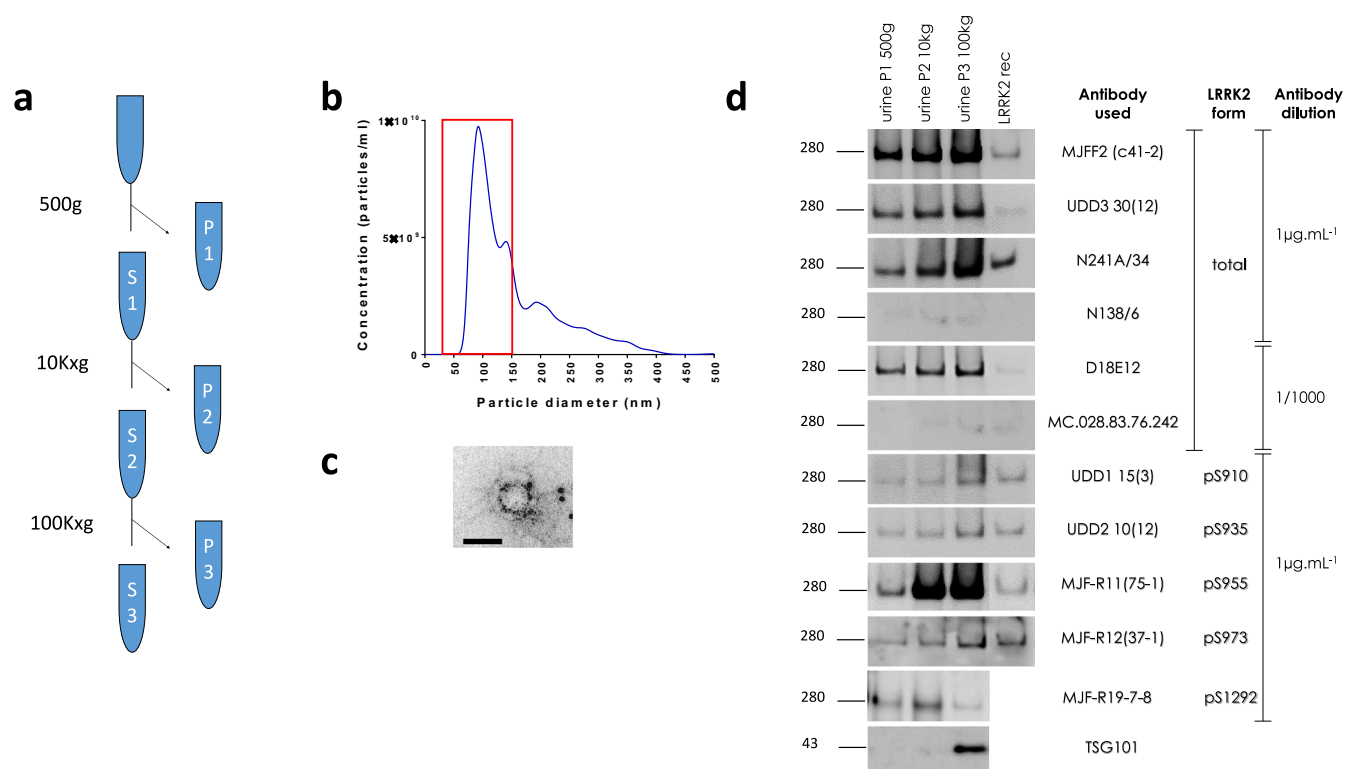 a
500g
P
1
S
1
10Kxg
P
2
S
2
100Kxg
P
3
S
3
b
Concentration (particles/ml)
1✖10 10
5✖10 9
0
0 50 100 150 200 250 300 350 400 450 500
Particle diameter (nm)
c
d
urine P1 500g
urine P2 10kg
urine P3 100kg
LRRK2 rec
Antibody used
LRRK2 form
Antibody dilution
280 MJFF2 (c41-2)
280 UDD3 30(12)
1µg.mL-1
280 N241A/34
total
280 N138/6
280 D18E12
1/1000
280 MC.028.83.76.242
280 UDD1 15(3) pS910
280 UDD2 10(12) pS935
280 MJF-R11(75-1) pS955
1µg.mL-1
280 MJF-R12(37-1) pS973
280 MJF-R19-7-8 pS1292
43 TSG101